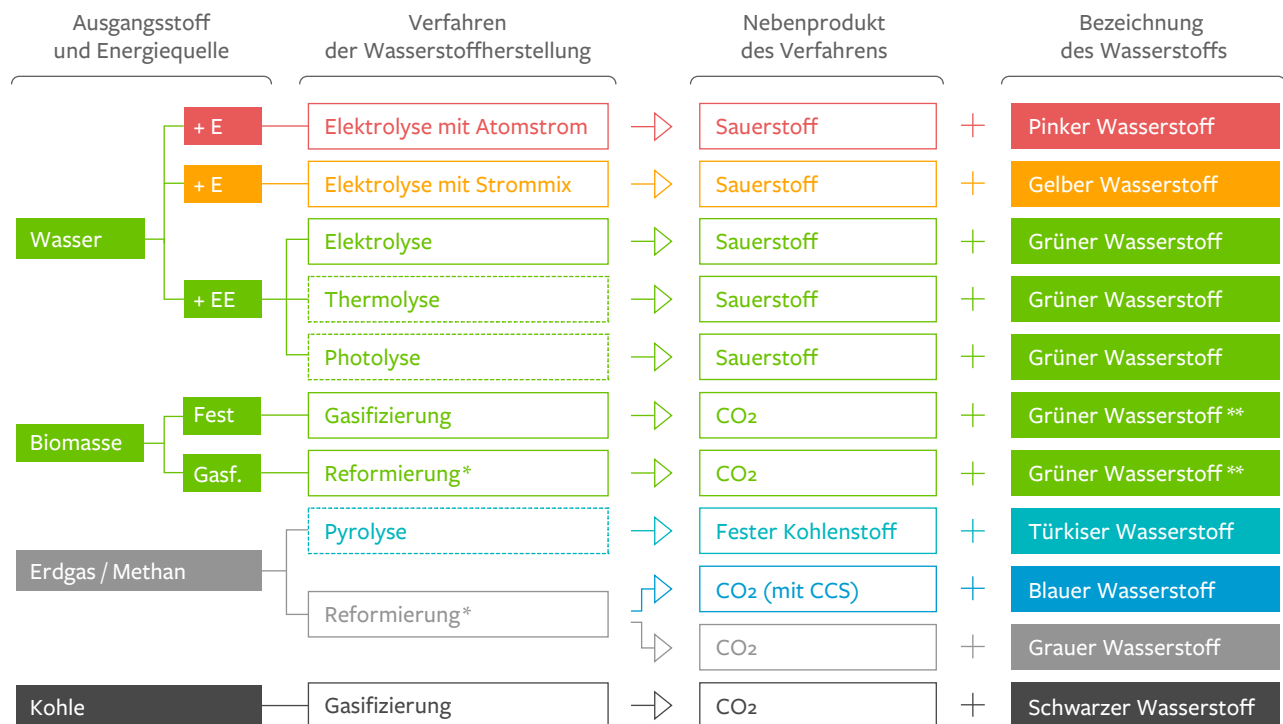 Ausgangsstoff
und Energiequelle
Verfahren
der Wasserstoffherstellung
Nebenprodukt
des Verfahrens
Bezeichnung
des Wasserstoffs
+ E
Elektrolyse mit Atomstrom
Sauerstoff
+
Pinker Wasserstoff
+ E
Elektrolyse mit Strommix
Sauerstoff
+
Gelber Wasserstoff
Wasser
Elektrolyse
Sauerstoff
+
Grüner Wasserstoff
+ EE
Thermolyse
Sauerstoff
+
Grüner Wasserstoff
Photolyse
Sauerstoff
+
Grüner Wasserstoff
Biomasse
Fest
Gasifizierung
CO2
+
Grüner Wasserstoff**
Gasf.
Reformierung*
CO2
+
Grüner Wasserstoff**
Erdgas / Methan
Pyrolyse
Fester Kohlenstoff
+
Türkiser Wasserstoff
Reformierung*
CO2 (mit CCS)
+
Blauer Wasserstoff
CO2
+
Grauer Wasserstoff
Kohle
Gasifizierung
CO2
+
Schwarzer Wasserstoff